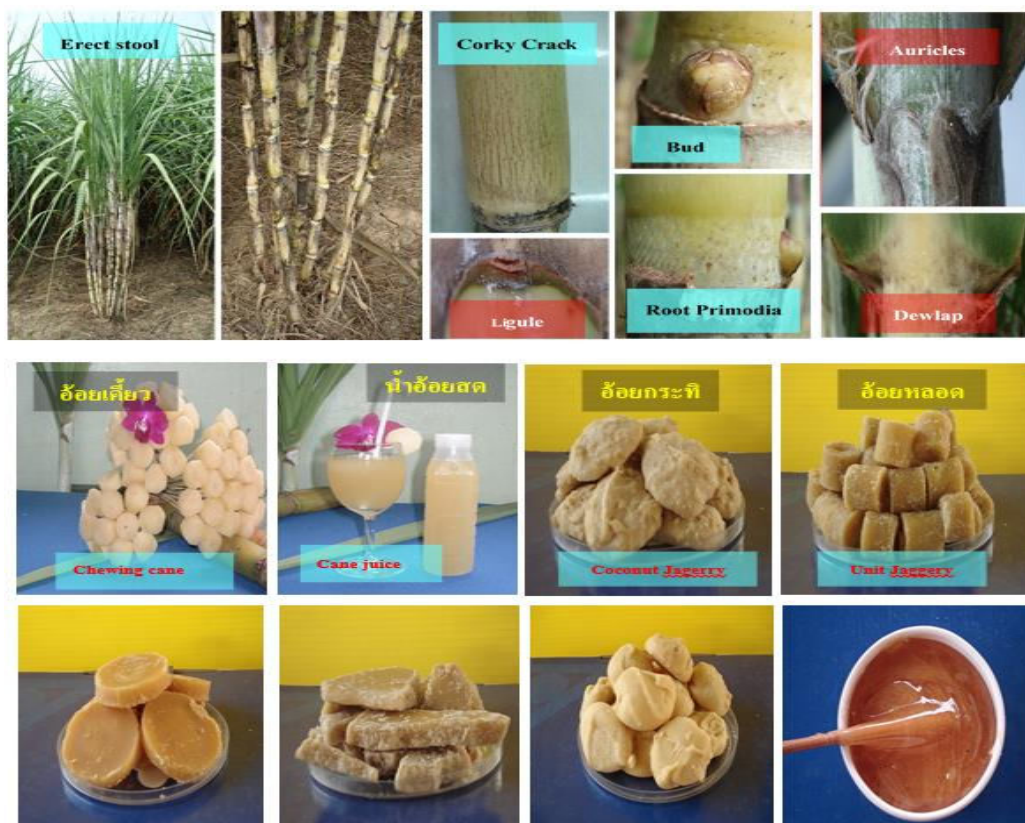 Erect stool
Corky Crack
Auricles
Bud
Ligule
Root Primodia
Dewlap
อ้อยเคี้ยว
น้ำอ้อยสด
อ้อยกระทิ
อ้อยหลอด
Chewing cane
Cane juice
Coconut Jagerry
Unit Jaggery